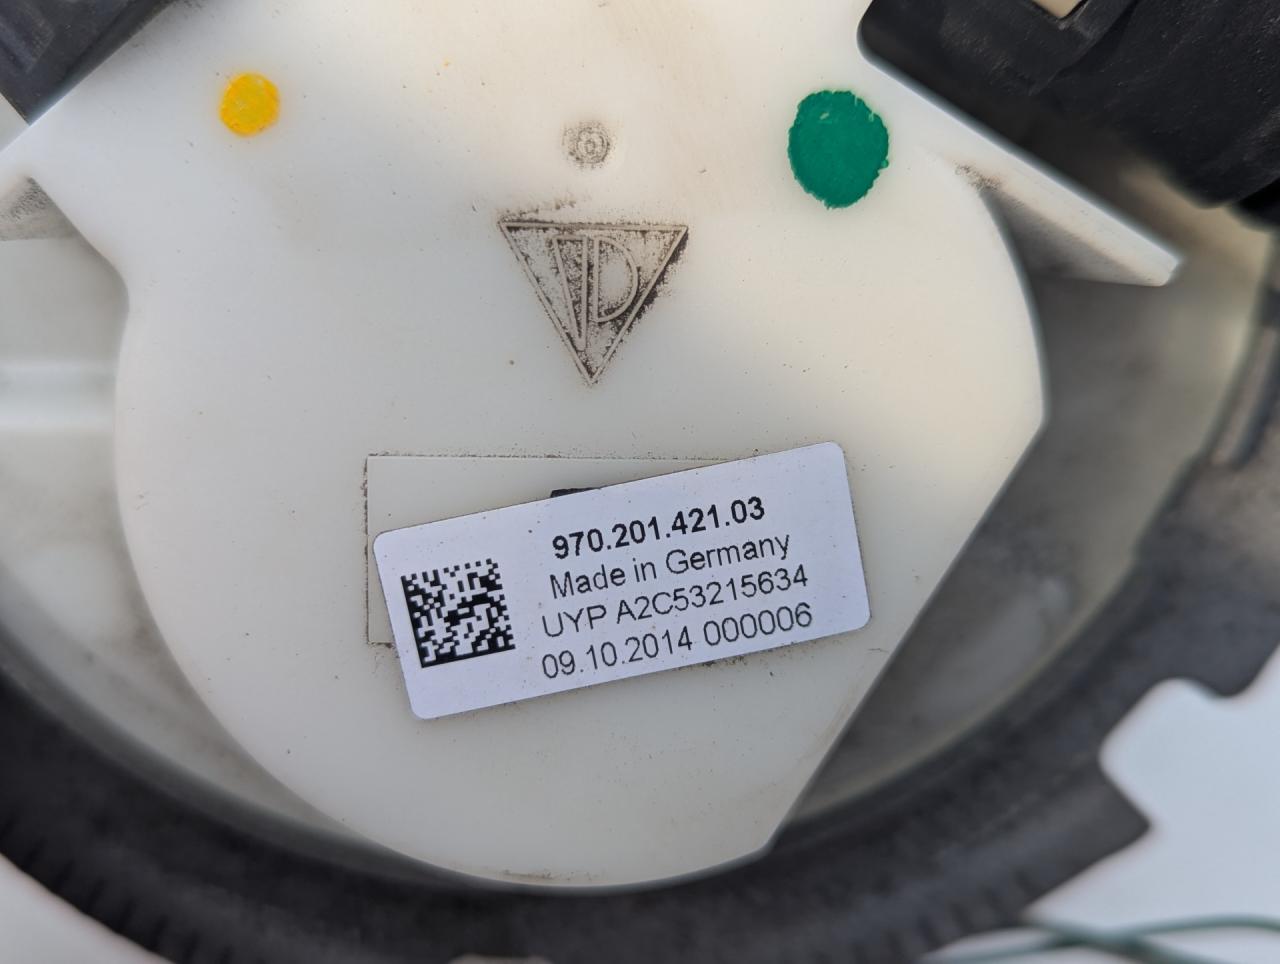 970.201.421.03
Made in Germany
UYP A2C53215634
09.10.2014 000006